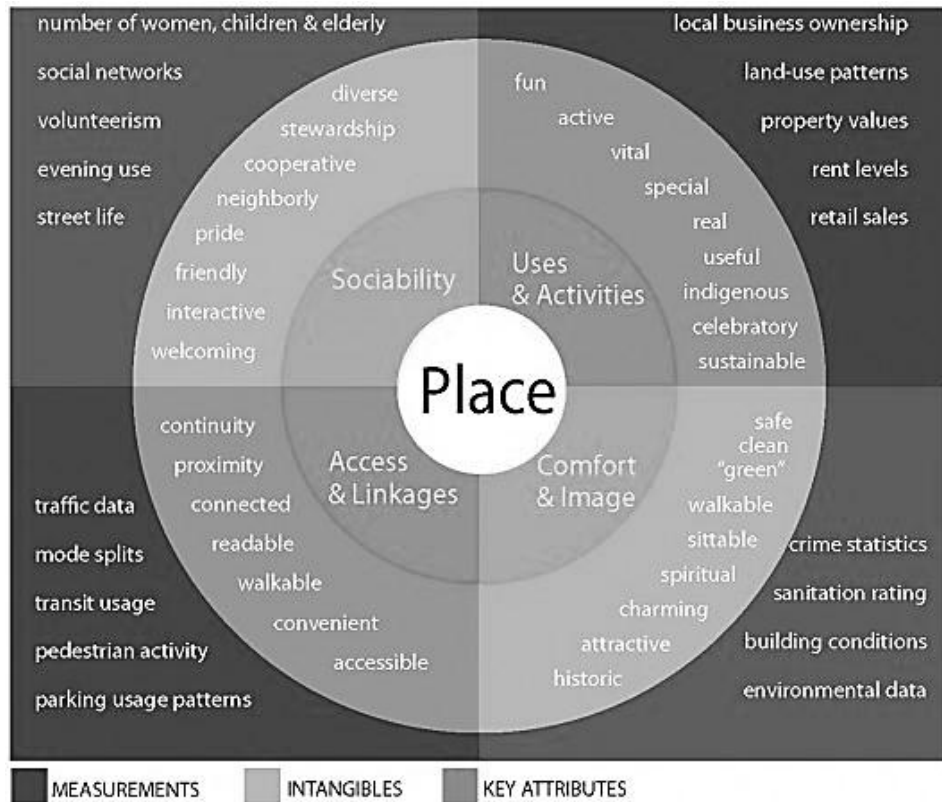 number of women, children & elderly
social networks
volunteerism
evening use
street life
diverse
stewardship
cooperative
neighborly
pride
friendly
interactive
welcoming
Sociability
local business ownership
land-use patterns
property values
rent levels
retail sales
fun
active
vital
special
real
useful
indigenous
celebratory
sustainable
Uses
& Activities
Place
continuity
proximity
connected
readable
walkable
convenient
accessible
Access
& Linkages
traffic data
mode splits
transit usage
pedestrian activity
parking usage patterns
Comfort
& Image
safe
clean
"green"
walkable
sittable
spiritual
charming
attractive
historic
crime statistics
sanitation rating
building conditions
environmental data
MEASUREMENTS
INTANGIBLES
KEY ATTRIBUTES